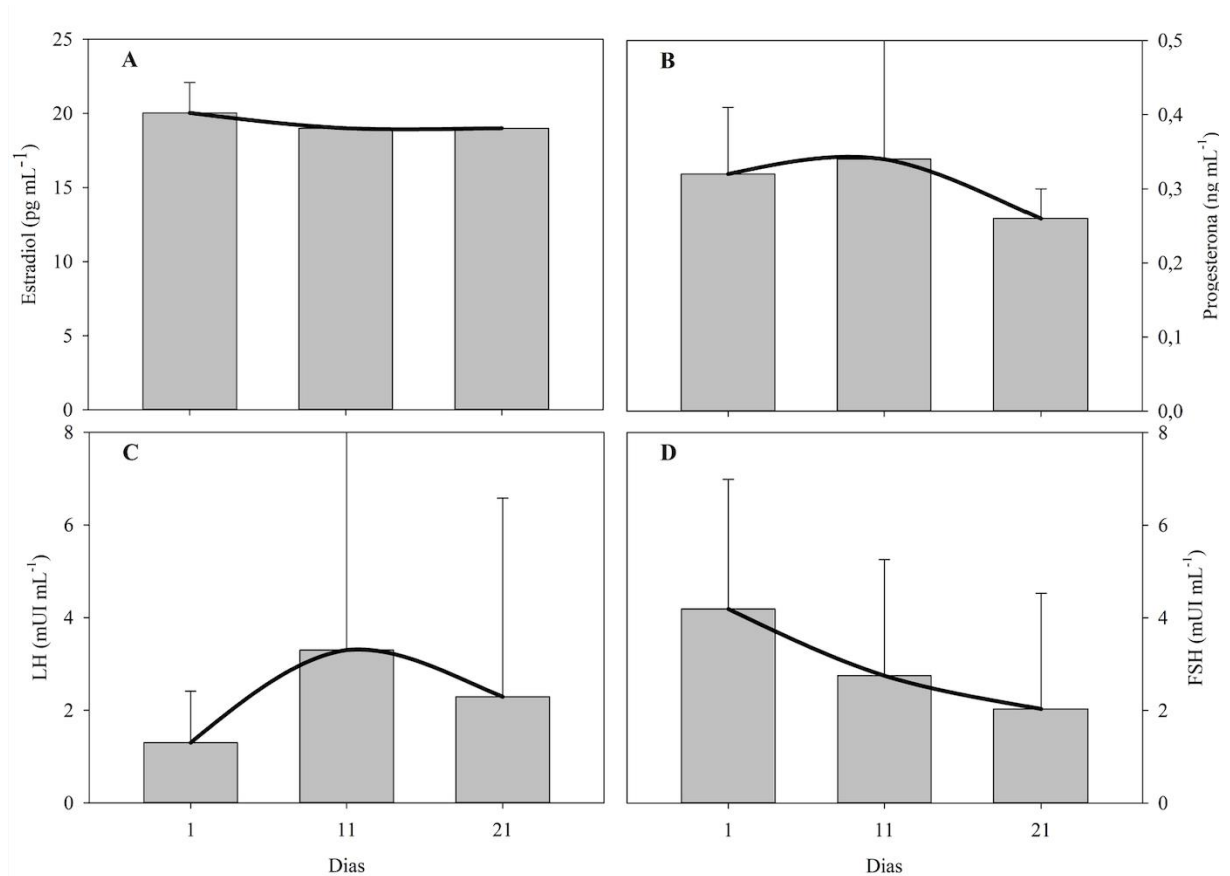 A
Estradiol (pg mL⁻¹)
25
20
15
10
5
0
B
Progesterona (ng mL⁻¹)
0,5
0,4
0,3
0,2
0,1
0,0
C
LH (mUI mL⁻¹)
8
6
4
2
0
1 11 21
Dias
D
FSH (mUI mL⁻¹)
8
6
4
2
0
1 11 21
Dias